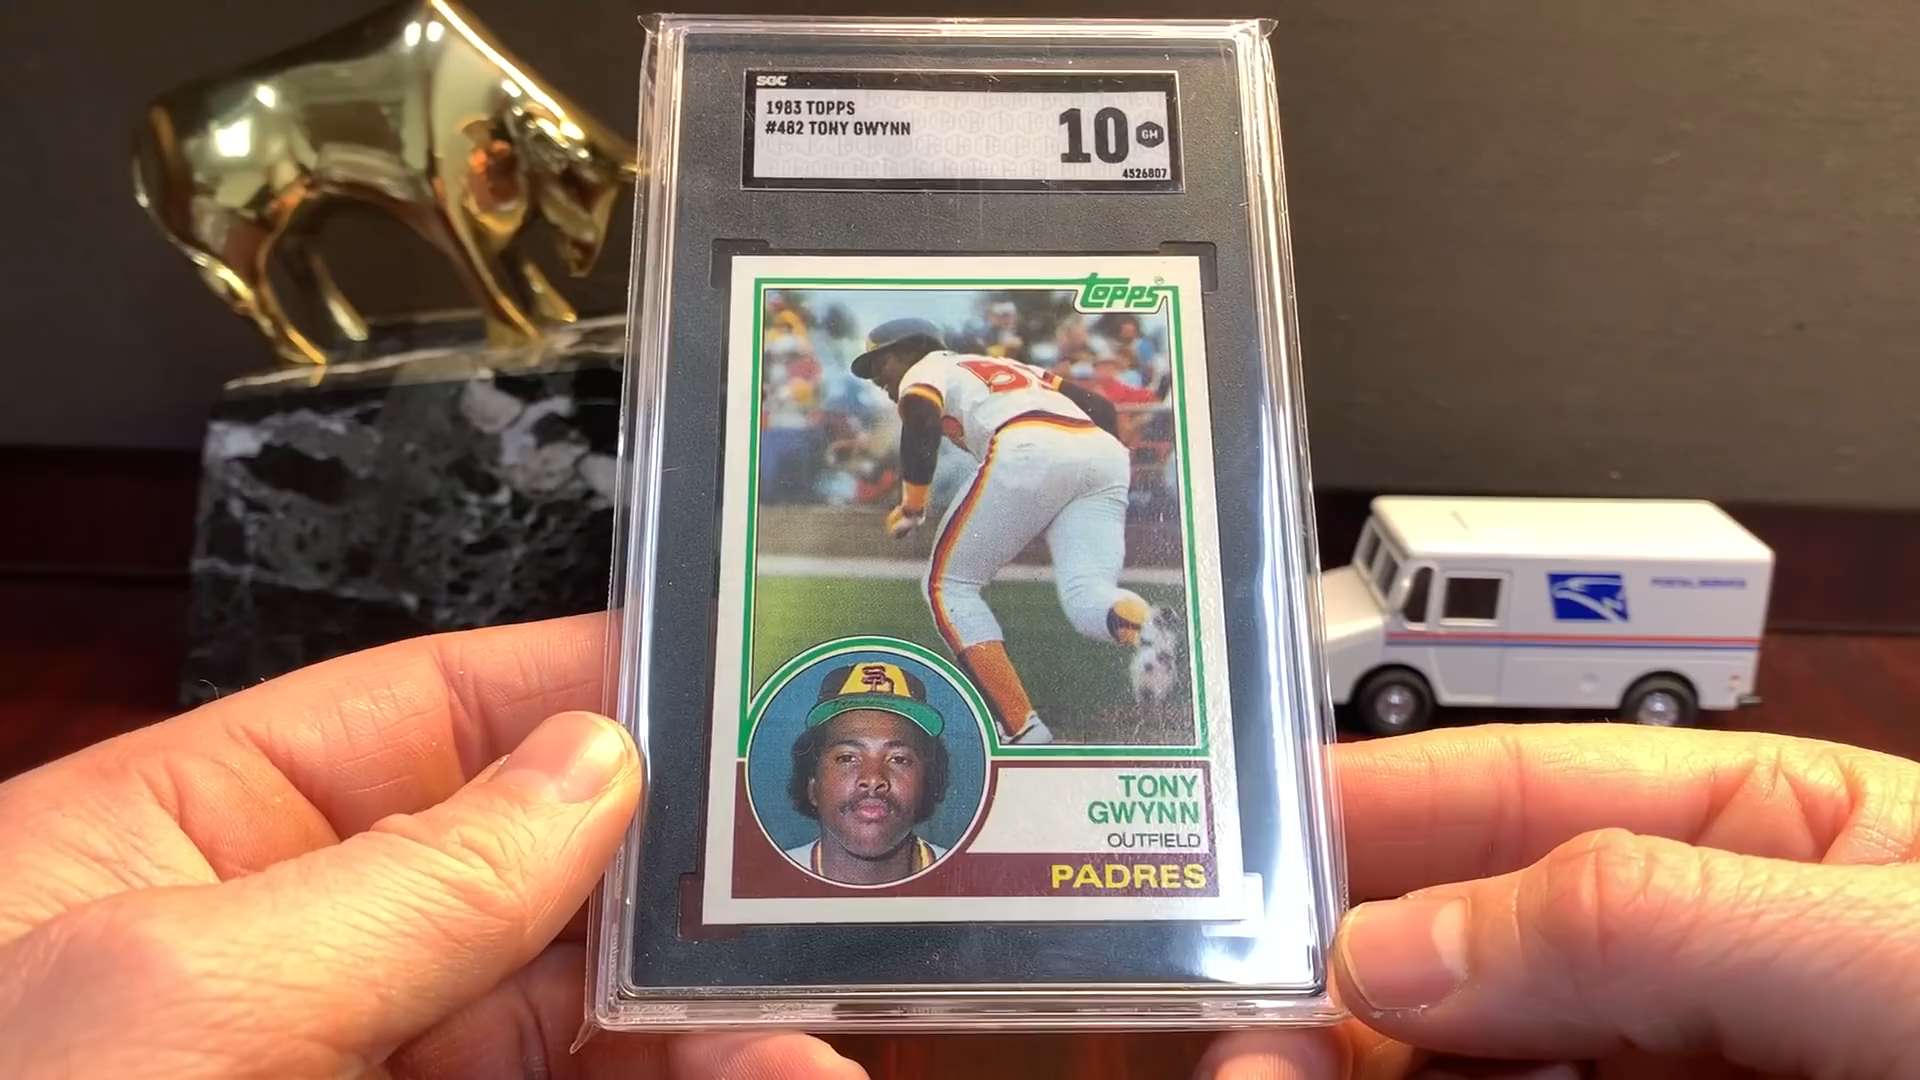 SGC
1983 TOPPS
#482 TONY GWYNN
10 GM
4526807
topps
TONY
GWYNN
OUTFIELD
PADRES
POSTAL SERVICE